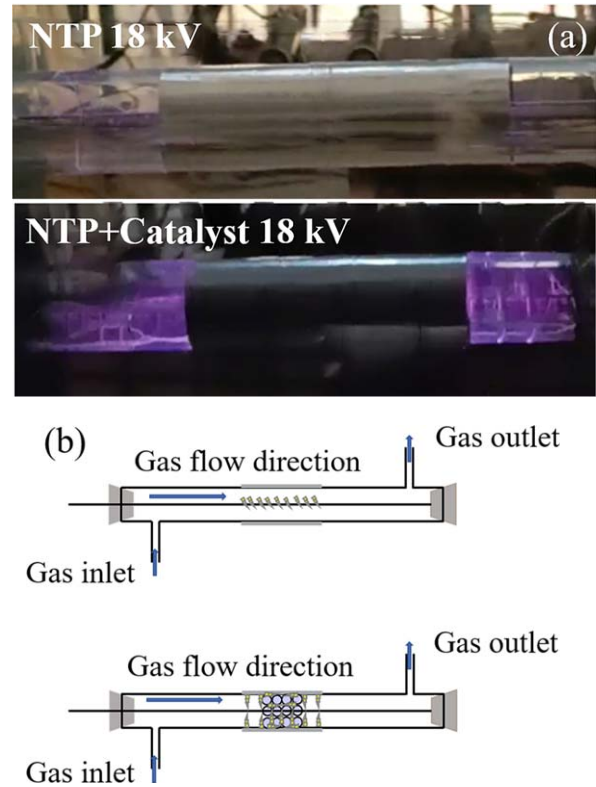 NTP 18 kV
(a)
NTP+Catalyst 18 kV
(b)
Gas outlet
Gas flow direction
Gas inlet
Gas outlet
Gas flow direction
Gas inlet